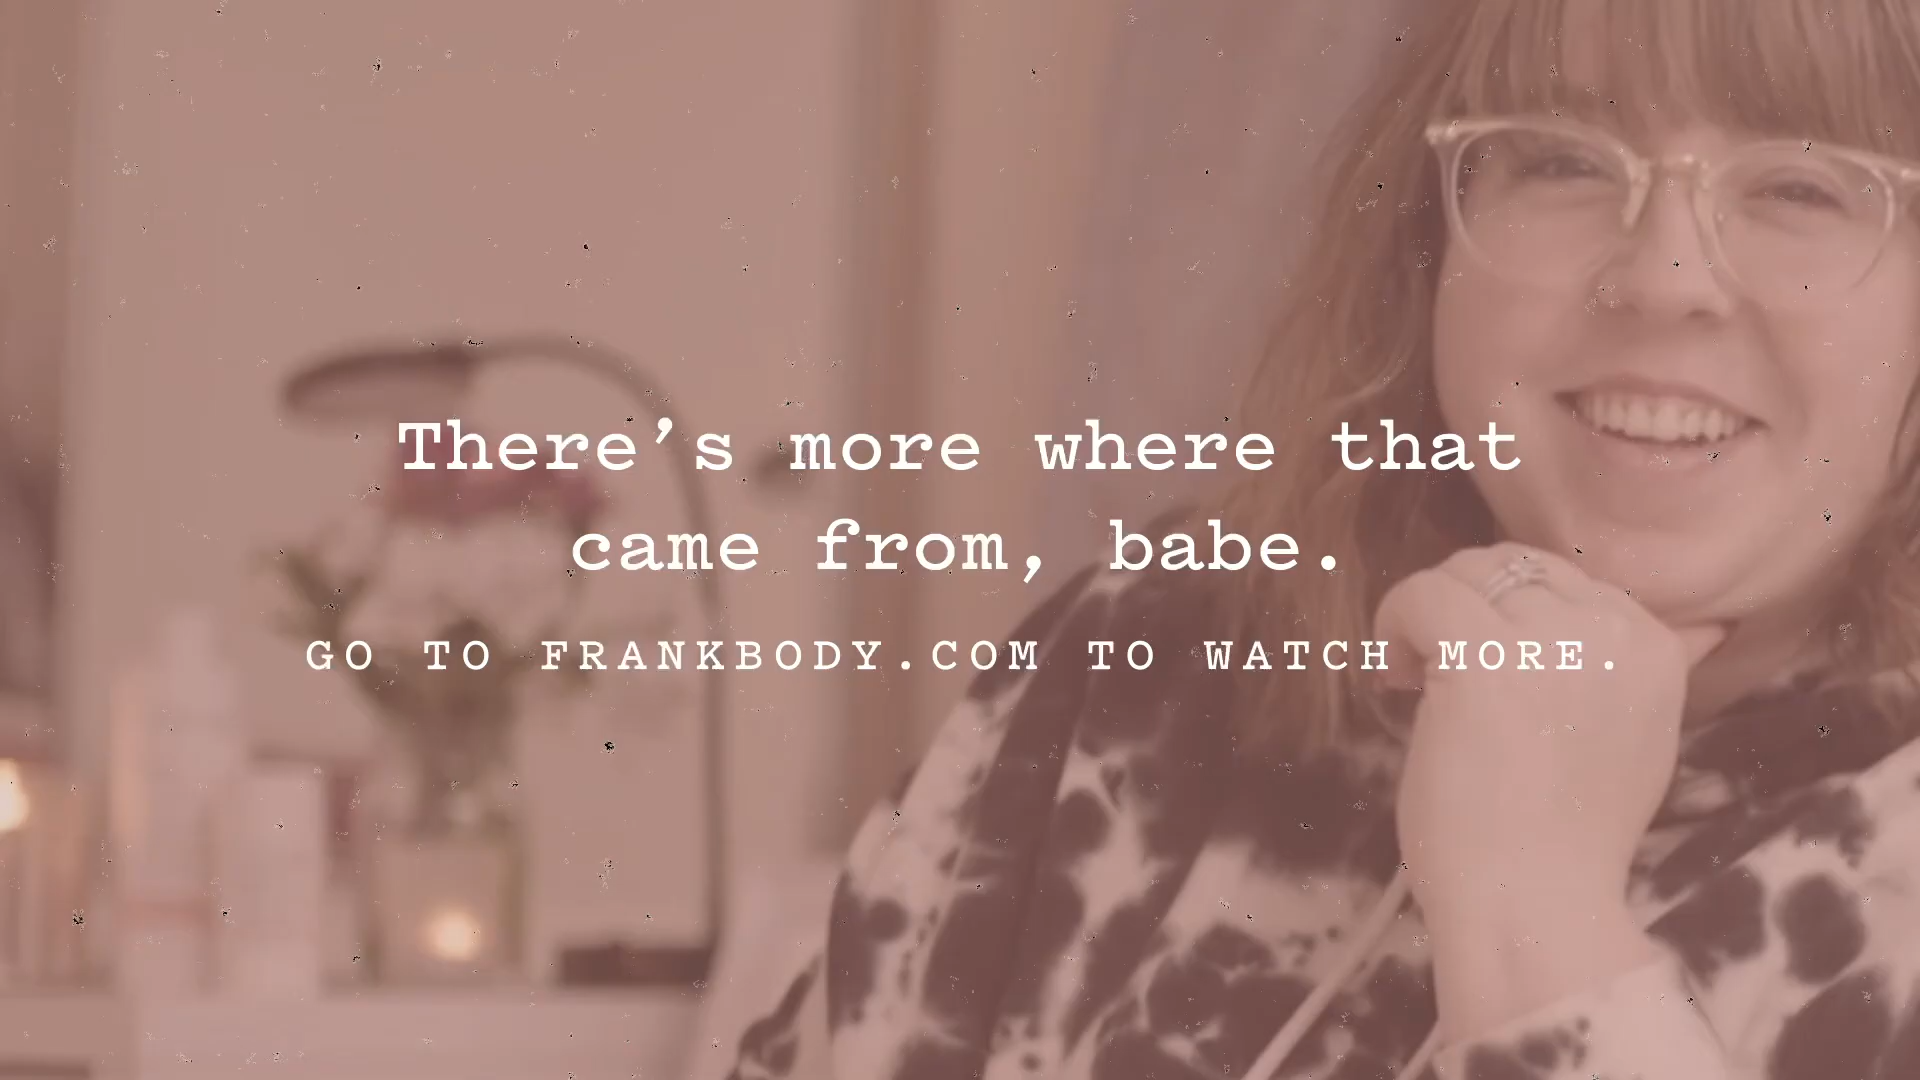 There's more where that
came from, babe.
GO TO FRANKBODY.COM TO WATCH MORE.